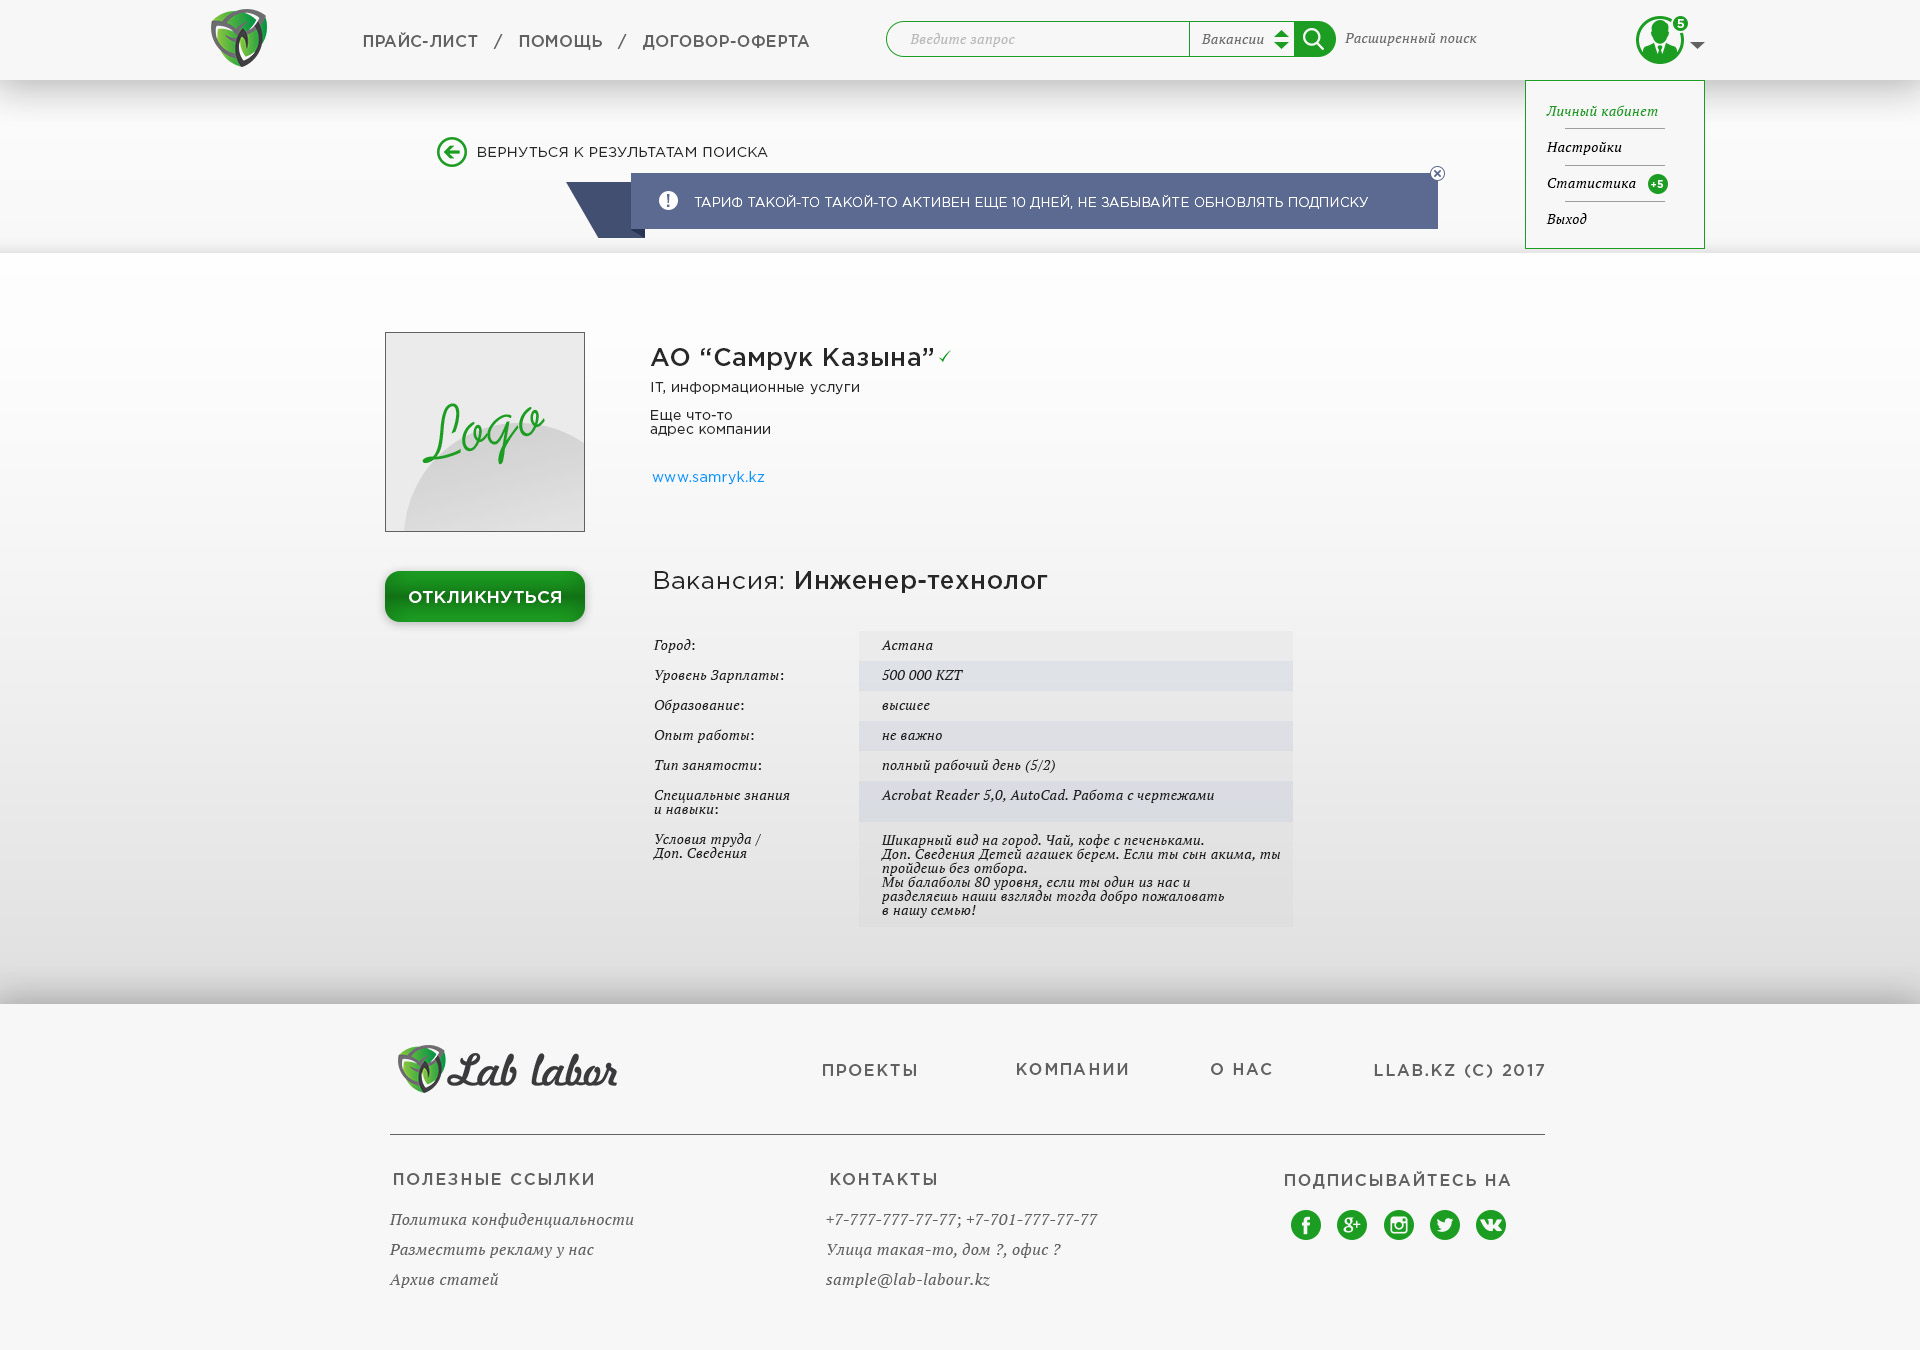 ПРАЙС-ЛИСТ / ПОМОЩЬ / ДОГОВОР-ОФЕРТА
Введите запрос
Вакансии
Расширенный поиск
5
Личный кабинет
Настройки
Статистика +5
Выход
ВЕРНУТЬСЯ К РЕЗУЛЬТАТАМ ПОИСКА
! ТАРИФ ТАКОЙ-ТО ТАКОЙ-ТО АКТИВЕН ЕЩЕ 10 ДНЕЙ, НЕ ЗАБЫВАЙТЕ ОБНОВЛЯТЬ ПОДПИСКУ
Logo
АО “Самрук Казына”
IT, информационные услуги
Еще что-то
адрес компании
www.samryk.kz
ОТКЛИКНУТЬСЯ
Вакансия: Инженер-технолог
Город: Астана
Уровень Зарплаты: 500 000 KZT
Образование: высшее
Опыт работы: не важно
Тип занятости: полный рабочий день (5/2)
Специальные знания
и навыки:
Acrobat Reader 5,0, AutoCad. Работа с чертежами
Условия труда /
Доп. Сведения
Шикарный вид на город. Чай, кофе с печеньками.
Доп. Сведения Детей агашек берем. Если ты сын акима, ты
пройдешь без отбора.
Мы балаболы 80 уровня, если ты один из нас и
разделяешь наши взгляды тогда добро пожаловать
в нашу семью!
Lab labor
ПРОЕКТЫ
КОМПАНИИ
О НАС
LLAB.KZ (C) 2017
ПОЛЕЗНЫЕ ССЫЛКИ
Политика конфиденциальности
Разместить рекламу у нас
Архив статей
КОНТАКТЫ
+7-777-777-77-77; +7-701-777-77-77
Улица такая-то, дом ?, офис ?
sample@lab-labour.kz
ПОДПИСЫВАЙТЕСЬ НА